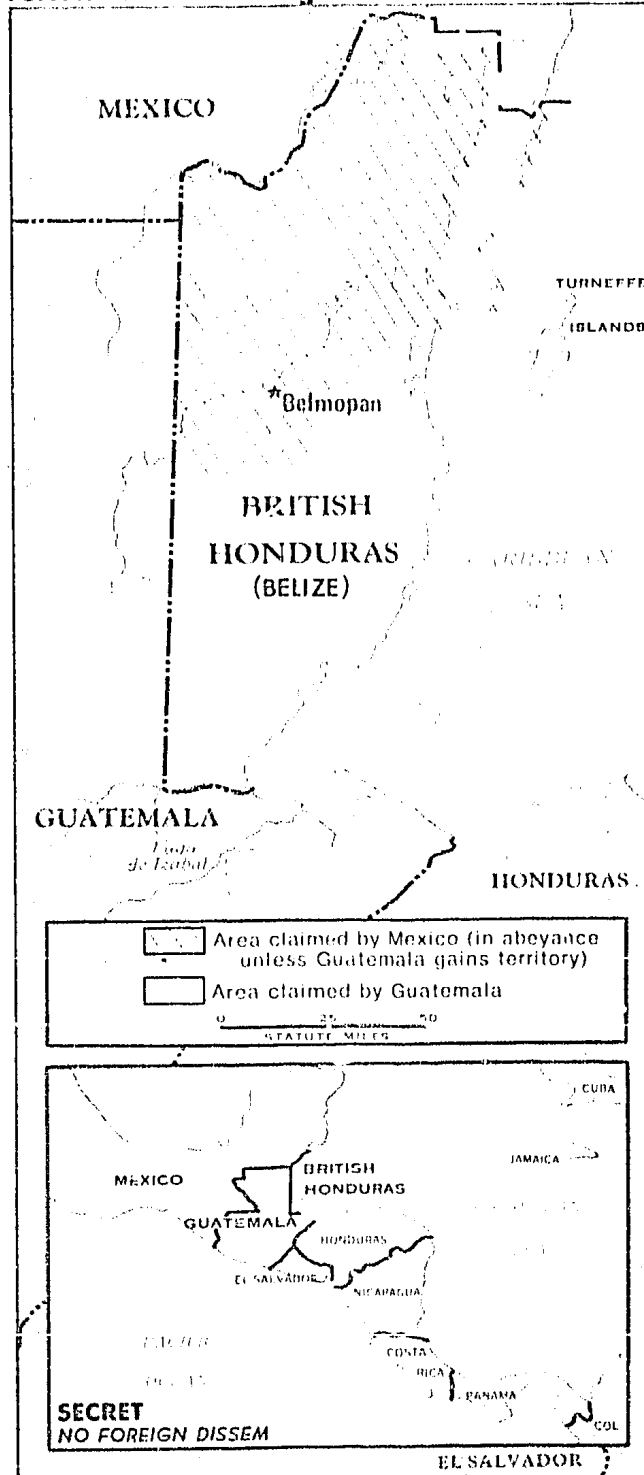 MEXICO
TURNEFFE
ISLANDS
Belmopan
BRITISH
HONDURAS
(BELIZE)
GUATEMALA
de Izabal
HONDURAS
Area claimed by Mexico (in abeyance
unless Guatemala gains territory)
Area claimed by Guatemala
0 25 50
STATUTE MILES
CUBA
MEXICO
BRITISH
HONDURAS
JAMAICA
GUATEMALA
HONDURAS
EL SALVADOR
NICARAGUA
COSTA
RICA
PANAMA
COL
SECRET
NO FOREIGN DISSEM
EL SALVADOR